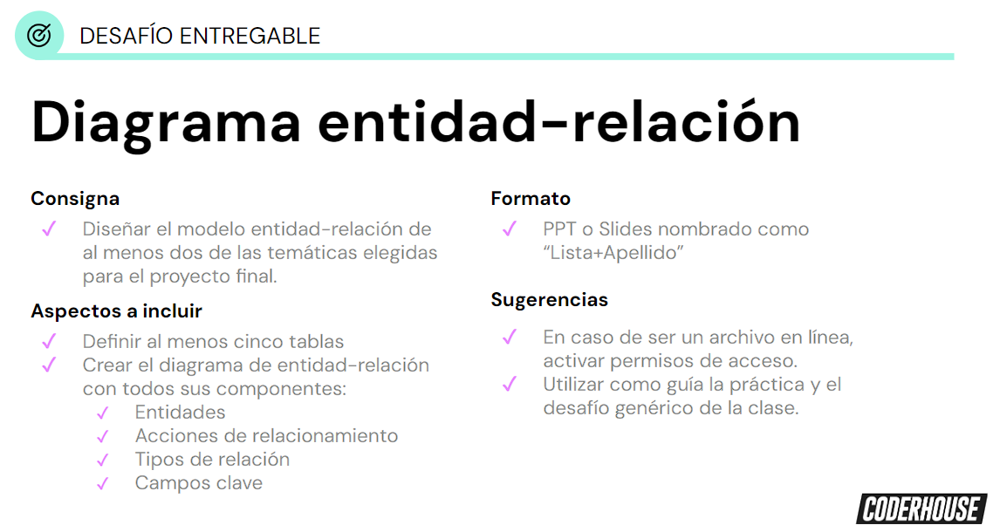 DESAFÍO ENTREGABLE
Diagrama entidad-relación
Consigna
Diseñar el modelo entidad-relación de
al menos dos de las temáticas elegidas
para el proyecto final.
Aspectos a incluir
Definir al menos cinco tablas
Crear el diagrama de entidad-relación
con todos sus componentes:
Entidades
Acciones de relacionamiento
Tipos de relación
Campos clave
Formato
PPT o Slides nombrado como
“Lista+Apellido”
Sugerencias
En caso de ser un archivo en línea,
activar permisos de acceso.
Utilizar como guía la práctica y el
desafío genérico de la clase.
CODERHOUSE